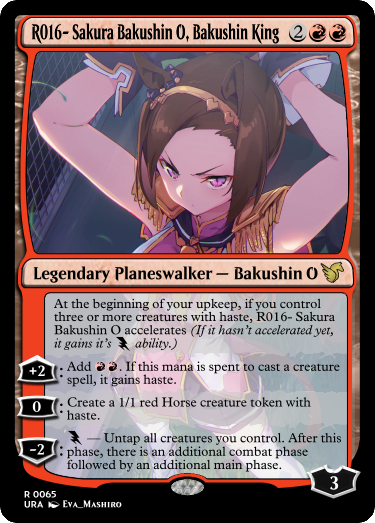 R016- Sakura Bakushin O, Bakushin King 2
Legendary Planeswalker — Bakushin O
At the beginning of your upkeep, if you control
three or more creatures with haste, R016- Sakura
Bakushin O accelerates (If it hasn't accelerated yet,
it gains it's ability.)
+2 : Add . If this mana is spent to cast a creature
spell, it gains haste.
0 : Create a 1/1 red Horse creature token with
haste.
-2 : — Untap all creatures you control. After this
phase, there is an additional combat phase
followed by an additional main phase.
3
R 0065
URA Eva_Mashiro